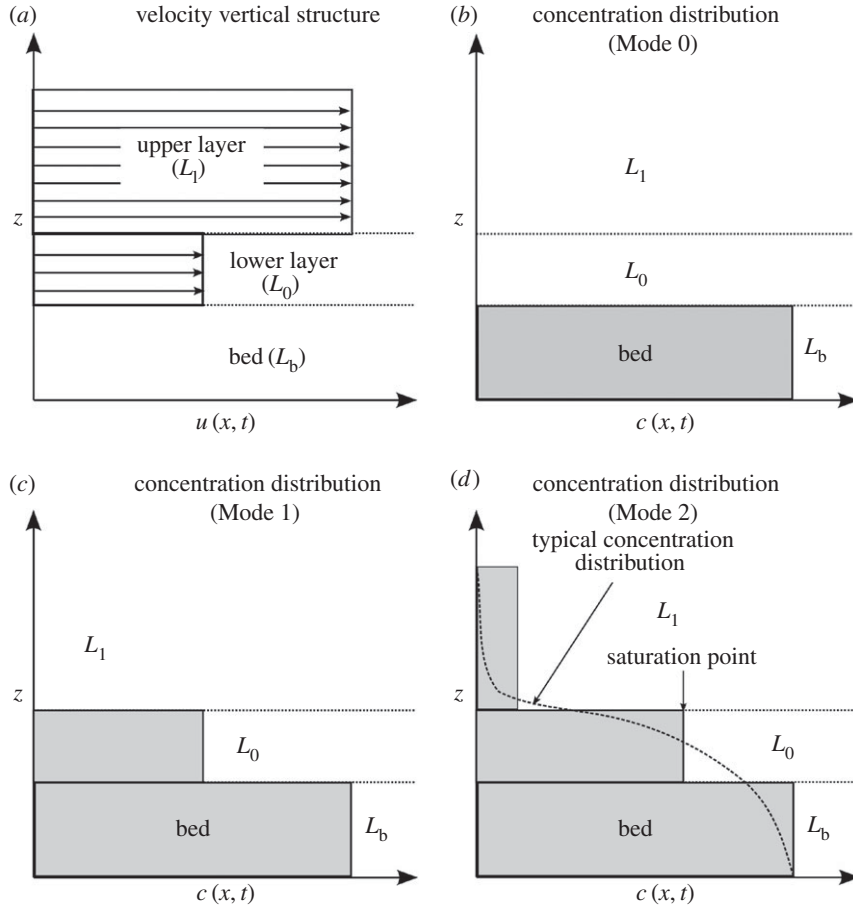 (a) velocity vertical structure
upper layer
(L1)
z
lower layer
(L0)
bed (Lb)
u (x, t)
(b) concentration distribution
(Mode 0)
L1
z
L0
bed
Lb
c (x, t)
(c) concentration distribution
(Mode 1)
L1
z
L0
bed
Lb
c (x, t)
(d) concentration distribution
(Mode 2)
typical concentration
distribution
L1
saturation point
z
L0
bed
Lb
c (x, t)